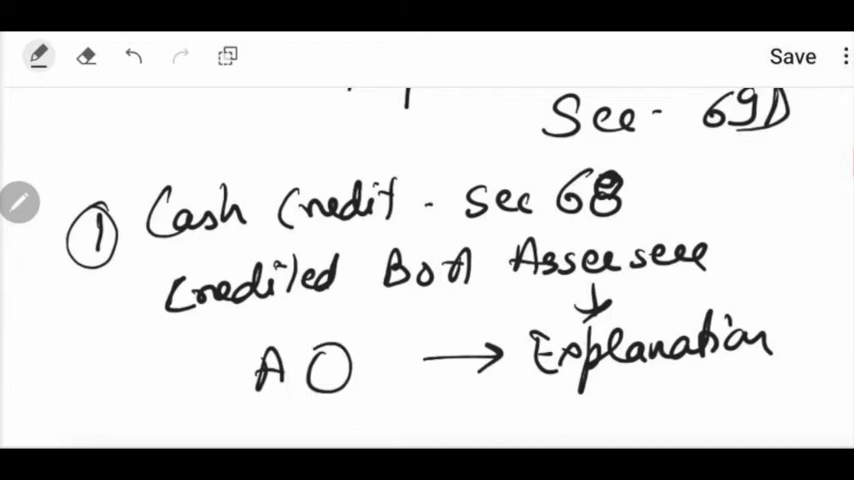 Save
Sec - 69D
① Cash Credit - Sec 68
Credited BOA Assessee
↓
AO → Explanation